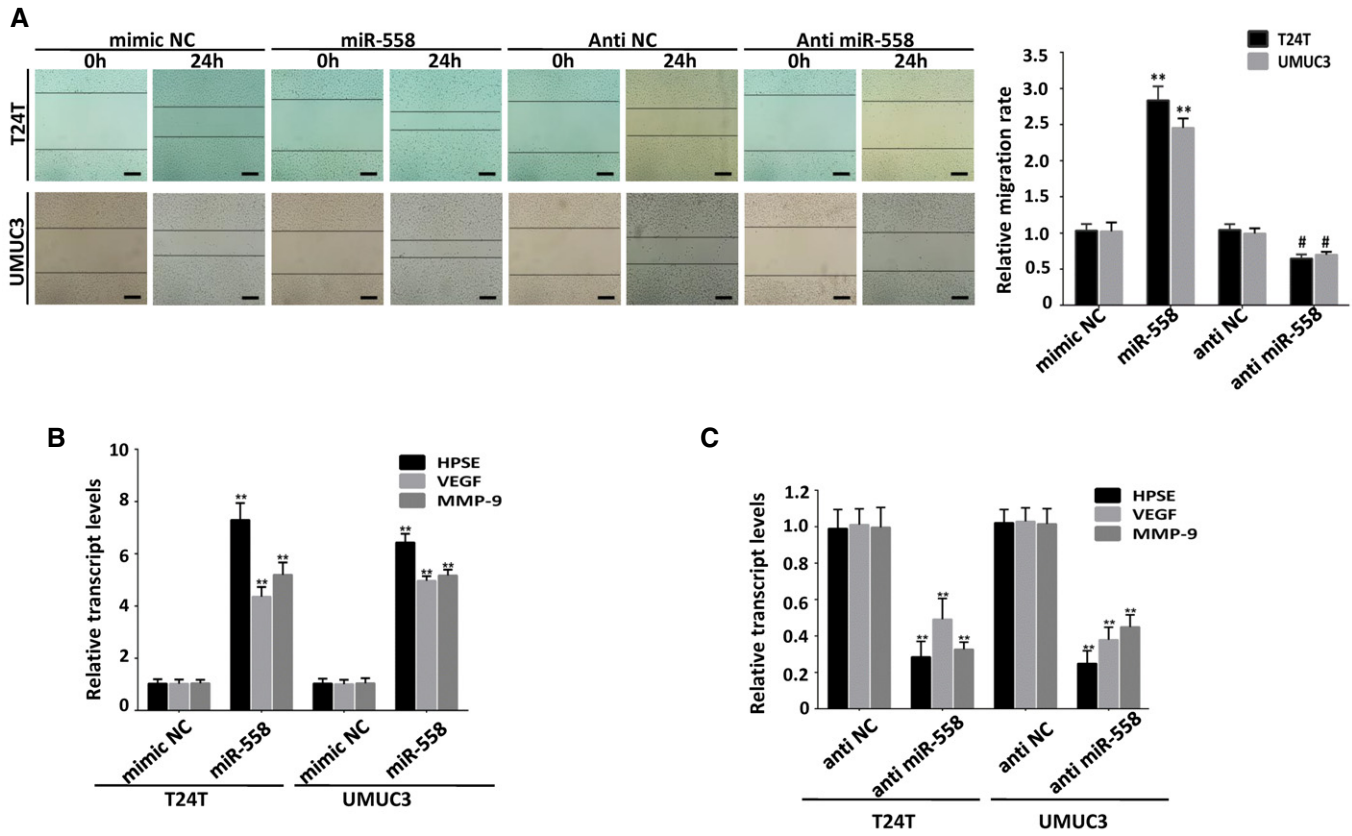 A
mimic NC miR-558 Anti NC Anti miR-558
0h 24h 0h 24h 0h 24h 0h 24h
T24T
UMUC3
T24T
UMUC3
Relative migration rate
3.5
3.0
2.5
2.0
1.5
1.0
0.5
0
**
**
#
#
mimic NC
miR-558
anti NC
anti miR-558
B
Relative transcript levels
10
8
6
4
2
0
HPSE
VEGF
MMP-9
**
**
**
**
**
**
mimic NC
miR-558
mimic NC
miR-558
T24T
UMUC3
C
Relative transcript levels
1.2
1.0
0.8
0.6
0.4
0.2
0
HPSE
VEGF
MMP-9
**
**
**
**
**
**
anti NC
anti miR-558
anti NC
anti miR-558
T24T
UMUC3